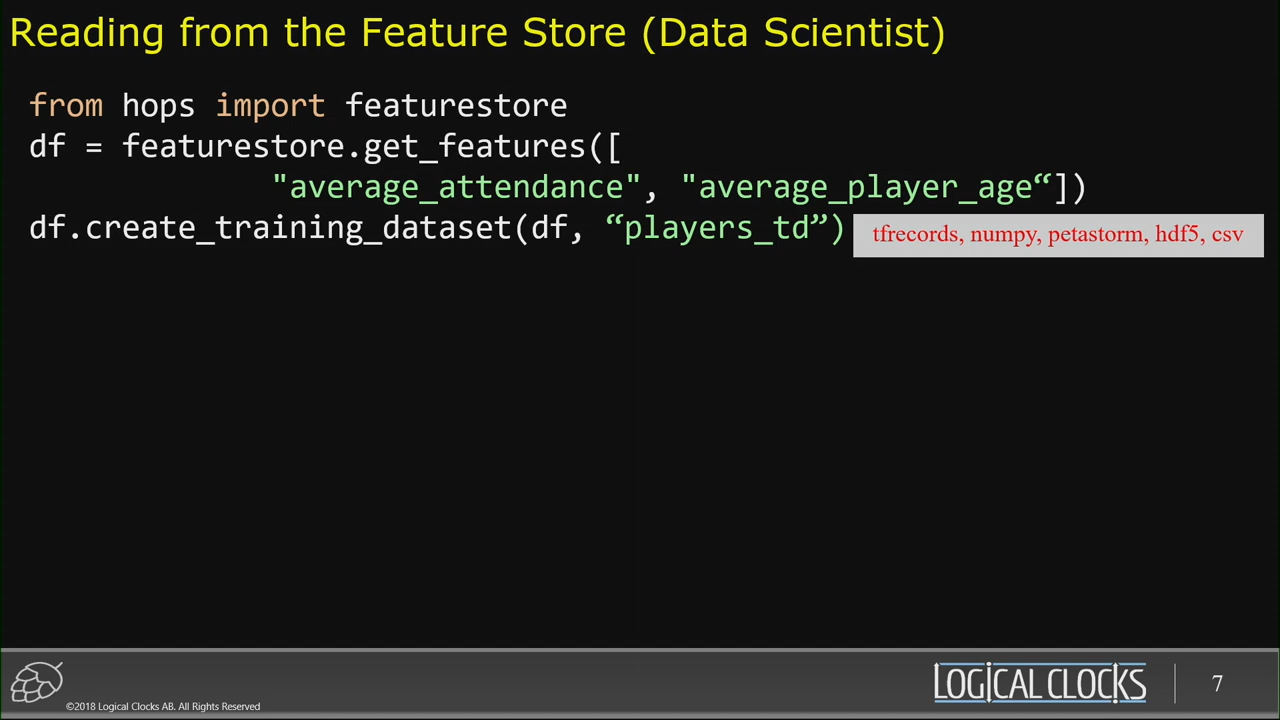 Reading from the Feature Store (Data Scientist)
from hops import featurestore
df = featurestore.get_features([
"average_attendance", "average_player_age“])
df.create_training_dataset(df, “players_td”)
tfrecords, numpy, petastorm, hdf5, csv
©2018 Logical Clocks AB. All Rights Reserved
LOGICAL CLOCKS
7